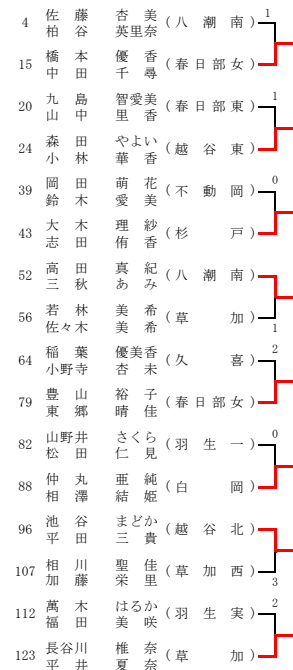 佐 藤 杏 美 1
4 (八 潮 南)
柏 谷 英里奈
橋 本 優 香
15 (春日部女)
中 田 千 尋
九 島 智愛美 1
20 (春日部東)
山 中 里 香
森 田 やよい
24 (越 谷 東)
小 林 華 香
岡 田 萌 花 0
39 (不 動 岡)
鈴 木 愛 美
大 木 理 紗
43 (杉 戸)
志 田 侑 香
高 田 真 紀
52 (八 潮 南)
三 秋 あ み
若 林 美 希
56 (草 加)
佐々木 美 希 1
稲 葉 優美香 2
64 (久 喜)
小野寺 杏 未
豊 山 裕 子
79 (春日部女)
東 郷 晴 佳
山野井 さくら 0
82 (羽 生 一)
松 田 仁 見
仲 丸 亜 純
88 (白 岡)
相 澤 結 姫
池 谷 まどか
96 (越 谷 北)
平 田 三 貴
相 川 聖 佳
107 (草 加 西)
加 藤 栄 里 3
萬 木 はるか 2
112 (羽 生 実)
福 田 美 咲
長谷川 椎 奈
123 (草 加)
平 井 夏 奈